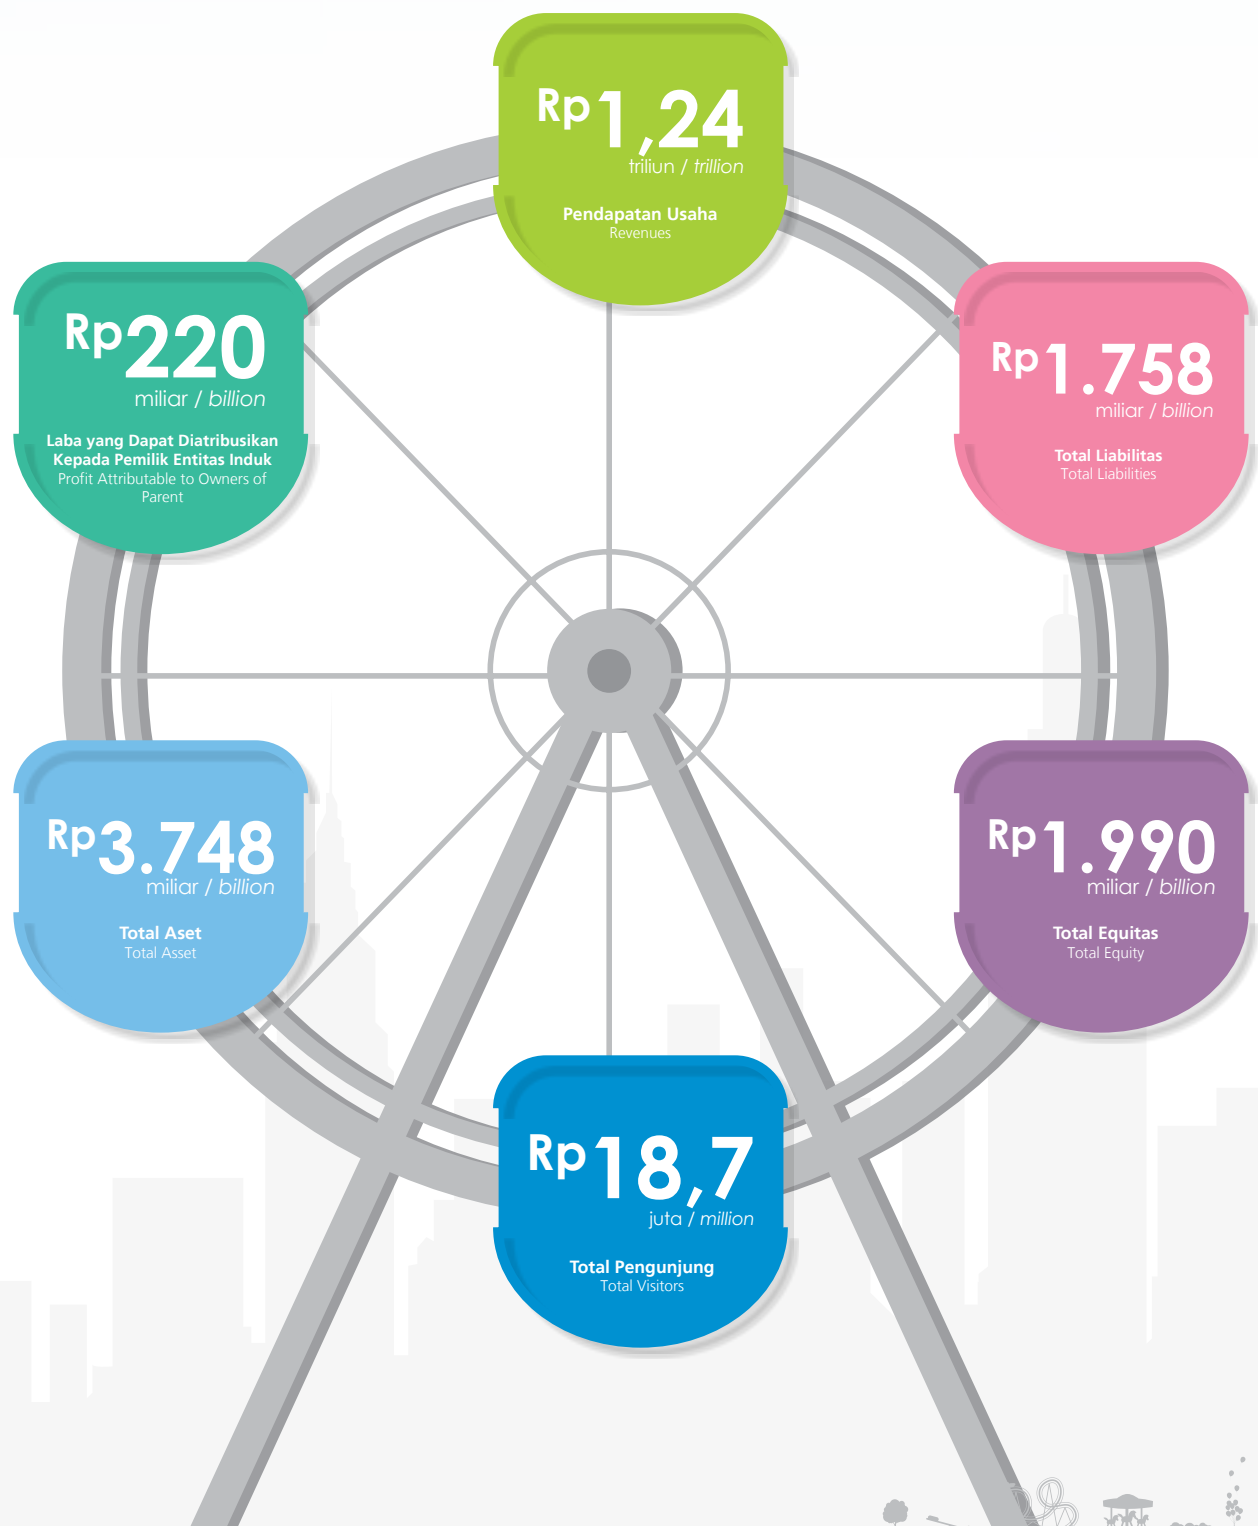 Rp1,24
triliun / trillion
Pendapatan Usaha
Revenues
Rp220
miliar / billion
Laba yang Dapat Diatribusikan
Kepada Pemilik Entitas Induk
Profit Attributable to Owners of
Parent
Rp1.758
miliar / billion
Total Liabilitas
Total Liabilities
Rp3.748
miliar / billion
Total Aset
Total Asset
Rp1.990
miliar / billion
Total Equitas
Total Equity
Rp18,7
juta / million
Total Pengunjung
Total Visitors